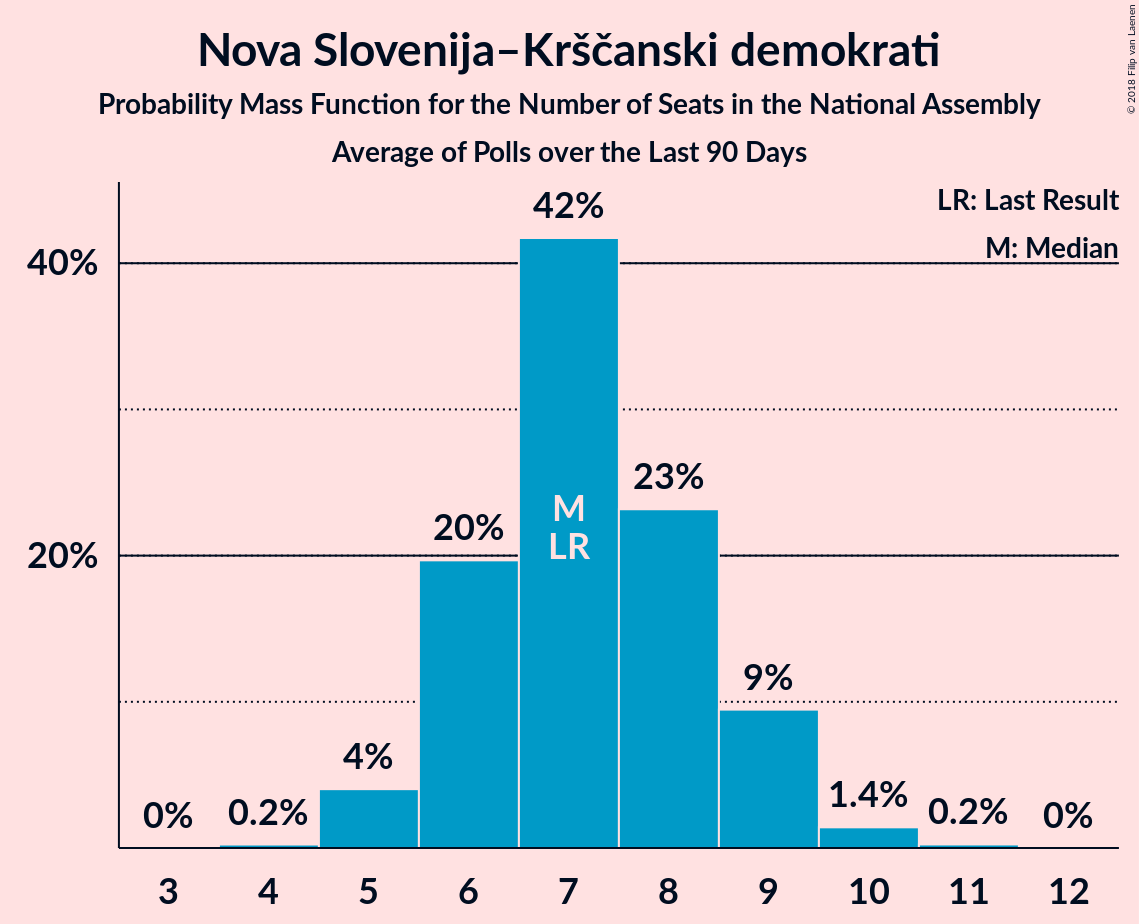 Nova Slovenija–Krščanski demokrati
Probability Mass Function for the Number of Seats in the National Assembly
Average of Polls over the Last 90 Days
© 2018 Filip van Laenen
LR: Last Result
M: Median
40%
20%
0%
0.2%
4%
20%
42%
23%
9%
1.4%
0.2%
0%
M
LR
3 4 5 6 7 8 9 10 11 12